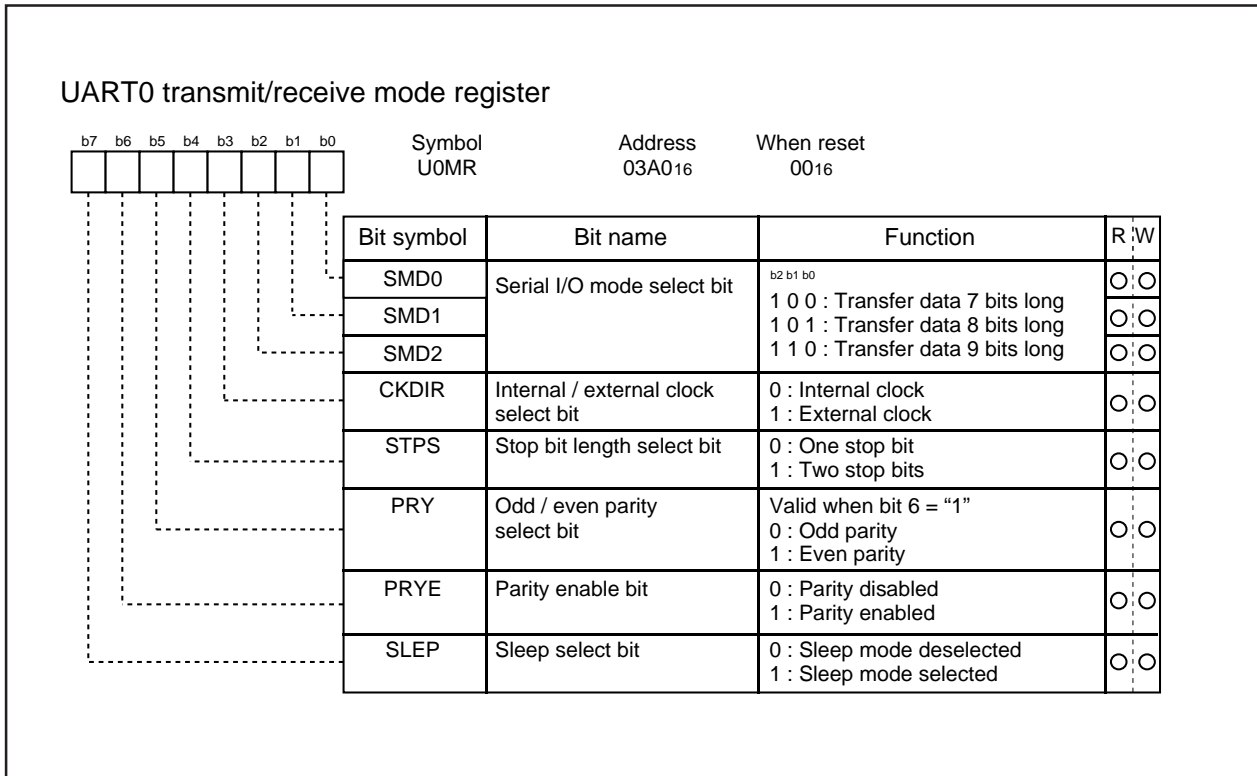 UART0 transmit/receive mode register
b7 b6 b5 b4 b3 b2 b1 b0
Symbol Address When reset
U0MR 03A016 0016
Bit symbol Bit name Function R W
SMD0 Serial I/O mode select bit b2 b1 b0
1 0 0 : Transfer data 7 bits long
SMD1 1 0 1 : Transfer data 8 bits long
SMD2 1 1 0 : Transfer data 9 bits long
CKDIR Internal / external clock 0 : Internal clock
select bit 1 : External clock
STPS Stop bit length select bit 0 : One stop bit
1 : Two stop bits
PRY Odd / even parity Valid when bit 6 = “1”
select bit 0 : Odd parity
1 : Even parity
PRYE Parity enable bit 0 : Parity disabled
1 : Parity enabled
SLEP Sleep select bit 0 : Sleep mode deselected
1 : Sleep mode selected